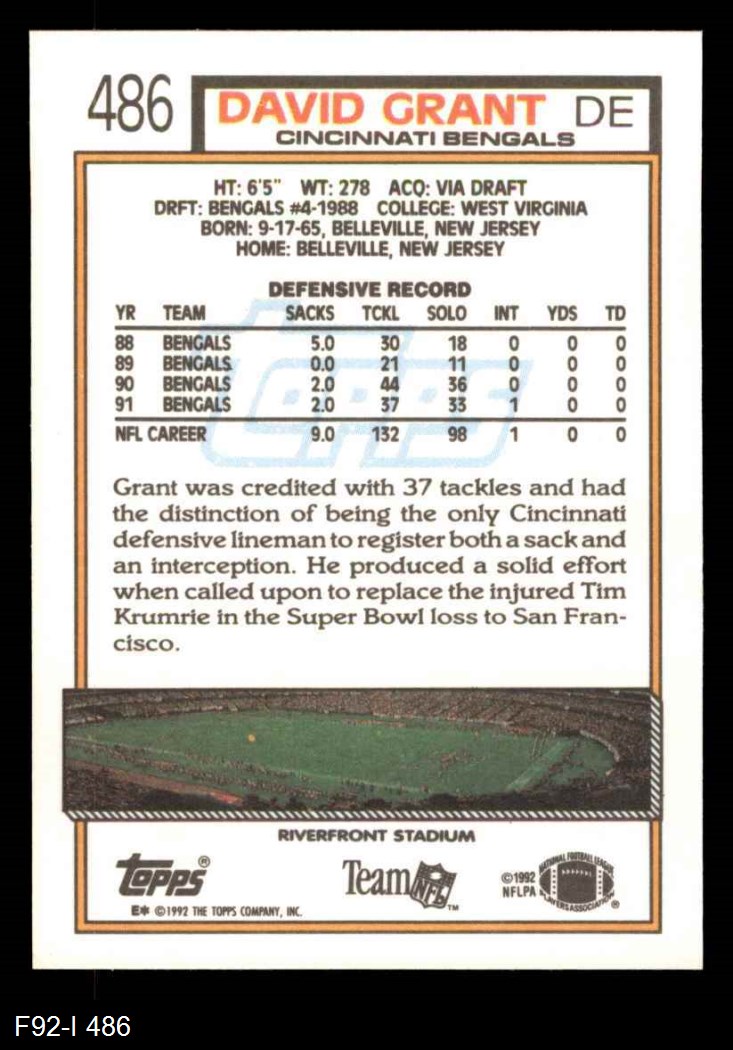 486 DAVID GRANT DE
CINCINNATI BENGALS
HT: 6'5" WT: 278 ACQ: VIA DRAFT
DRFT: BENGALS #4-1988 COLLEGE: WEST VIRGINIA
BORN: 9-17-65, BELLEVILLE, NEW JERSEY
HOME: BELLEVILLE, NEW JERSEY
DEFENSIVE RECORD
YR TEAM SACKS TCKL SOLO INT YDS TD
88 BENGALS 5.0 30 18 0 0 0
89 BENGALS 0.0 21 11 0 0 0
90 BENGALS 2.0 44 36 0 0 0
91 BENGALS 2.0 37 33 1 0 0
NFL CAREER 9.0 132 98 1 0 0
TOPPS
Grant was credited with 37 tackles and had
the distinction of being the only Cincinnati
defensive lineman to register both a sack and
an interception. He produced a solid effort
when called upon to replace the injured Tim
Krumrie in the Super Bowl loss to San Fran-
cisco.
RIVERFRONT STADIUM
TOPPS®
E* ©1992 THE TOPPS COMPANY, INC.
Team NFL™
©1992
NFLPA
NATIONAL FOOTBALL LEAGUE
PLAYERS ASSOCIATION®
F92-I 486